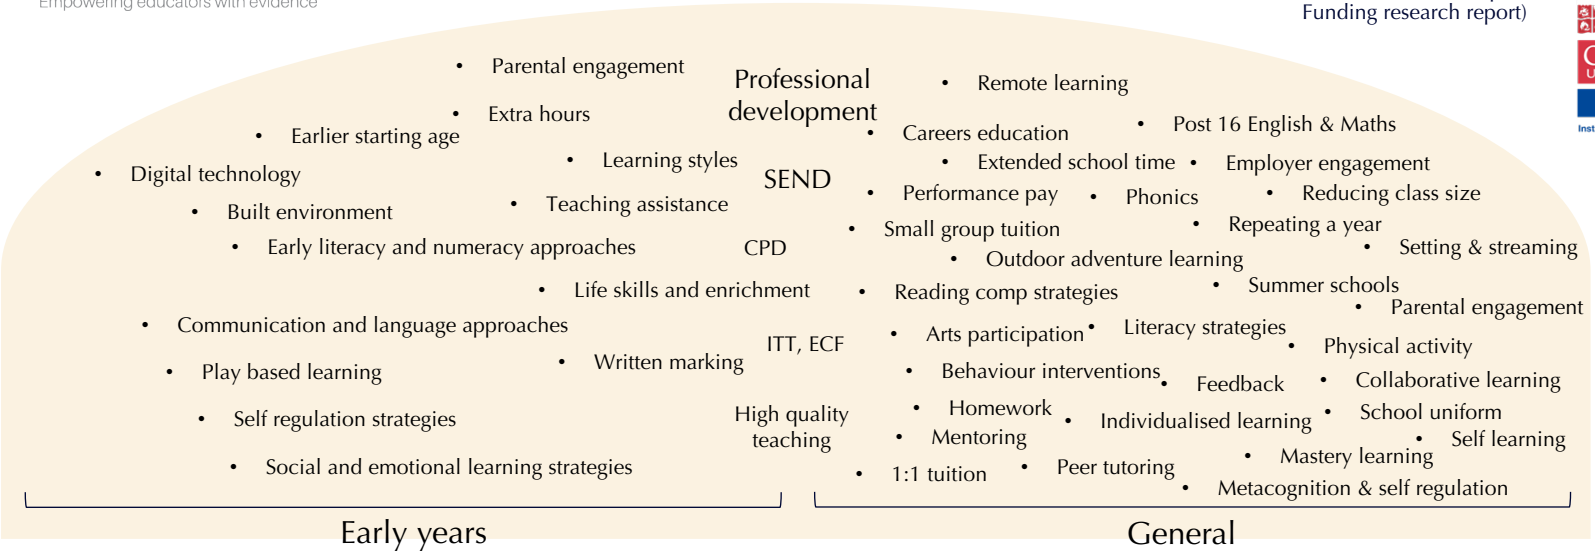 Empowering educators with evidence
Funding research report)
• Parental engagement
• Extra hours
• Earlier starting age
• Learning styles
• Digital technology
• Teaching assistance
• Built environment
• Early literacy and numeracy approaches
• Life skills and enrichment
• Communication and language approaches
• Written marking
• Play based learning
• Self regulation strategies
• Social and emotional learning strategies
Early years
Professional
development
SEND
CPD
ITT, ECF
High quality
teaching
• Remote learning
• Careers education
• Post 16 English & Maths
• Extended school time
• Employer engagement
• Performance pay
• Phonics
• Reducing class size
• Small group tuition
• Repeating a year
• Setting & streaming
• Outdoor adventure learning
• Reading comp strategies
• Summer schools
• Parental engagement
• Arts participation
• Literacy strategies
• Physical activity
• Behaviour interventions
• Feedback
• Collaborative learning
• Homework
• Individualised learning
• School uniform
• Mentoring
• Self learning
• Mastery learning
• 1:1 tuition
• Peer tutoring
• Metacognition & self regulation
General